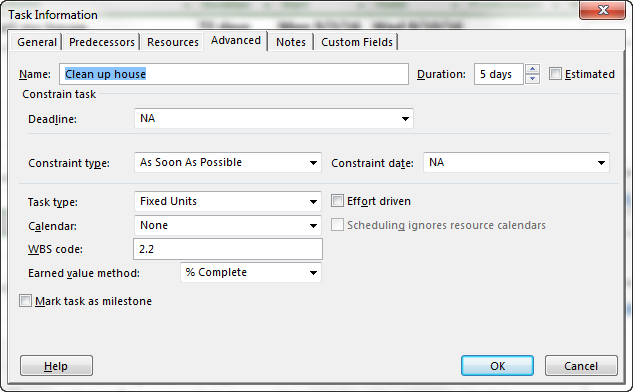 Task Information
General Predecessors Resources Advanced Notes Custom Fields
Name: Clean up house Duration: 5 days Estimated
Constrain task
Deadline: NA
Constraint type: As Soon As Possible Constraint date: NA
Task type: Fixed Units Effort driven
Calendar: None Scheduling ignores resource calendars
WBS code: 2.2
Earned value method: % Complete
Mark task as milestone
Help OK Cancel